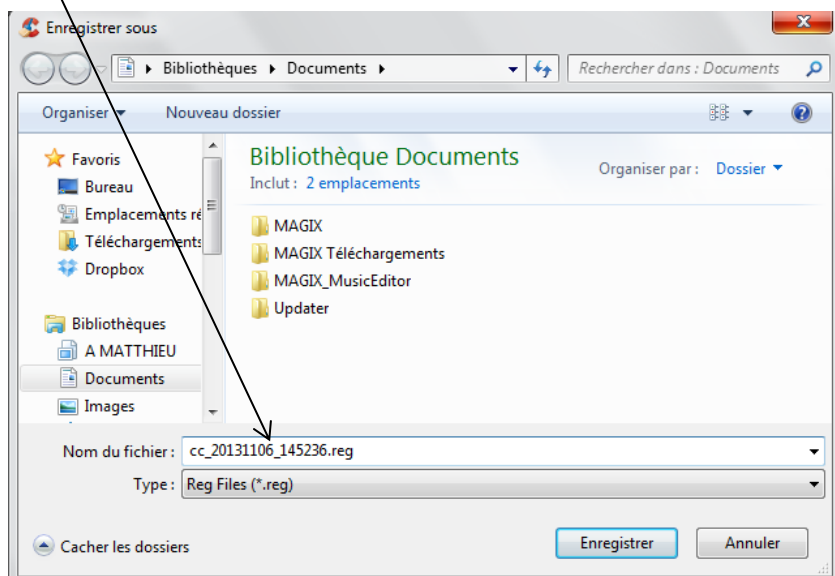 Enregistrer sous
Bibliothèques Documents
Rechercher dans : Documents
Organiser Nouveau dossier
Favoris
Bureau
Emplacements ré
Téléchargements
Dropbox
Bibliothèques
A MATTHIEU
Documents
Images
Bibliothèque Documents
Inclut : 2 emplacements
Organiser par : Dossier
MAGIX
MAGIX Téléchargements
MAGIX_MusicEditor
Updater
Nom du fichier : cc_20131106_145236.reg
Type : Reg Files (*.reg)
Cacher les dossiers
Enregistrer
Annuler